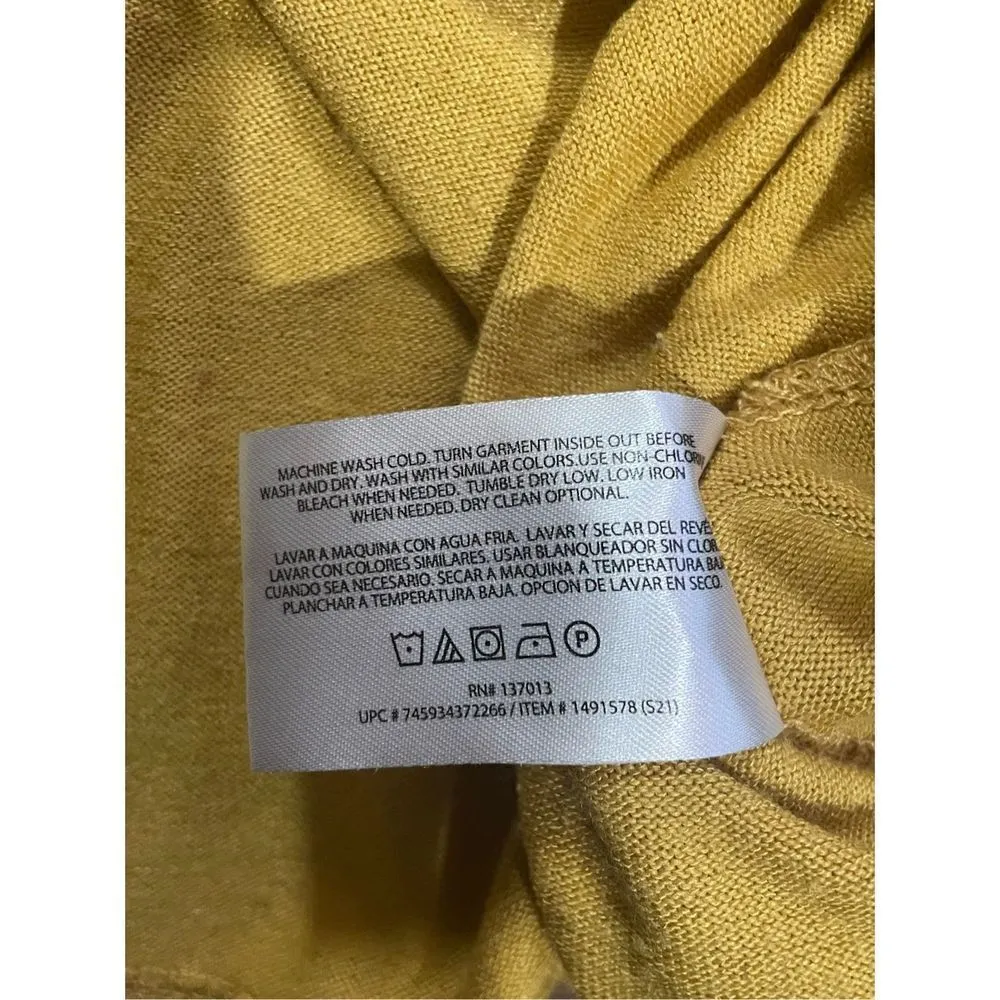 MACHINE WASH COLD. TURN GARMENT INSIDE OUT BEFORE
WASH AND DRY. WASH WITH SIMILAR COLORS.USE NON-CHLORIN
BLEACH WHEN NEEDED. TUMBLE DRY LOW. LOW IRON
WHEN NEEDED. DRY CLEAN OPTIONAL.
LAVAR A MAQUINA CON AGUA FRIA. LAVAR Y SECAR DEL REVE
LAVAR CON COLORES SIMILARES. USAR BLANQUEADOR SIN CLOR
CUANDO SEA NECESARIO. SECAR A MAQUINA A TEMPERATURA BAJ
PLANCHAR A TEMPERATURA BAJA. OPCION DE LAVAR EN SECO.
P
RN# 137013
UPC # 745934372266 / ITEM # 1491578 (S21)